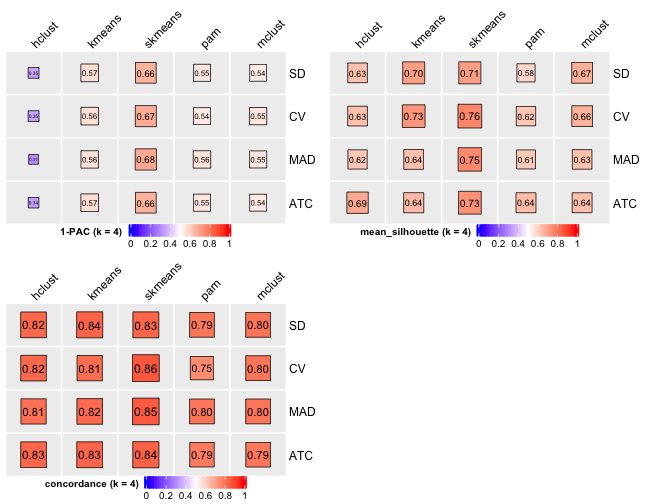 hclust kmeans skmeans pam mclust
0.35 0.57 0.66 0.55 0.54 SD
0.35 0.56 0.67 0.54 0.55 CV
0.56 0.68 0.56 0.55 MAD
0.57 0.66 0.55 0.54 ATC
1-PAC (k = 4) 0 0.2 0.4 0.6 0.8 1
hclust kmeans skmeans pam mclust
0.63 0.70 0.71 0.58 0.67 SD
0.63 0.73 0.76 0.62 0.66 CV
0.62 0.64 0.75 0.61 0.63 MAD
0.69 0.64 0.73 0.64 0.64 ATC
mean_silhouette (k = 4) 0 0.2 0.4 0.6 0.8 1
hclust kmeans skmeans pam mclust
0.82 0.84 0.83 0.79 0.80 SD
0.82 0.81 0.86 0.75 0.80 CV
0.81 0.82 0.85 0.80 0.80 MAD
0.83 0.83 0.84 0.79 0.79 ATC
concordance (k = 4) 0 0.2 0.4 0.6 0.8 1